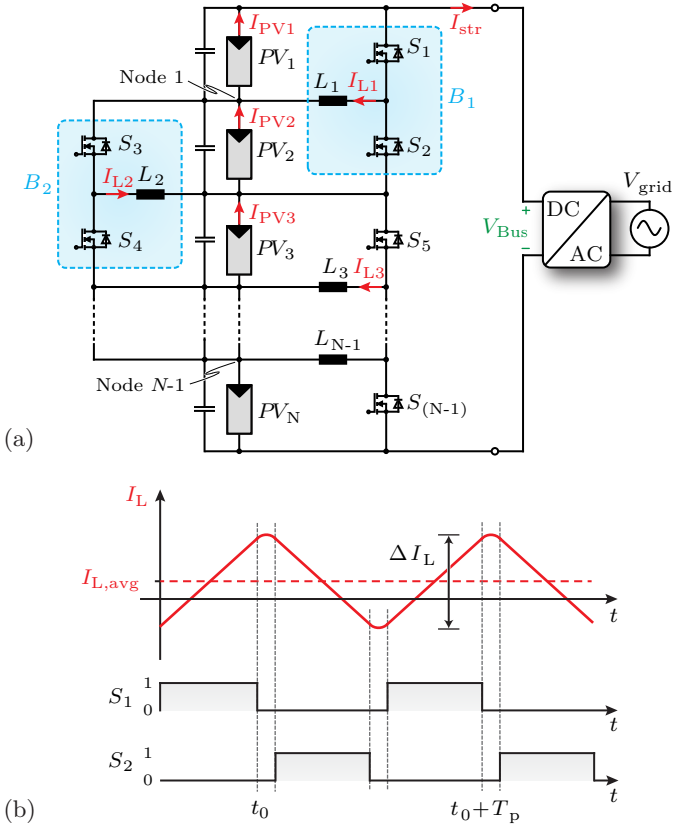 I_PV1
I_str
PV_1
S_1
Node 1
L_1
I_L1
B_1
I_PV2
S_3
PV_2
S_2
V_grid
B_2
I_L2
L_2
DC
I_PV3
V_Bus
+
−
S_4
PV_3
S_5
AC
L_3
I_L3
L_N-1
Node N-1
PV_N
S_(N-1)
(a)
I_L
Δ I_L
I_L,avg
t
S_1
1
0
t
S_2
1
0
t
(b)
t_0
t_0+T_p